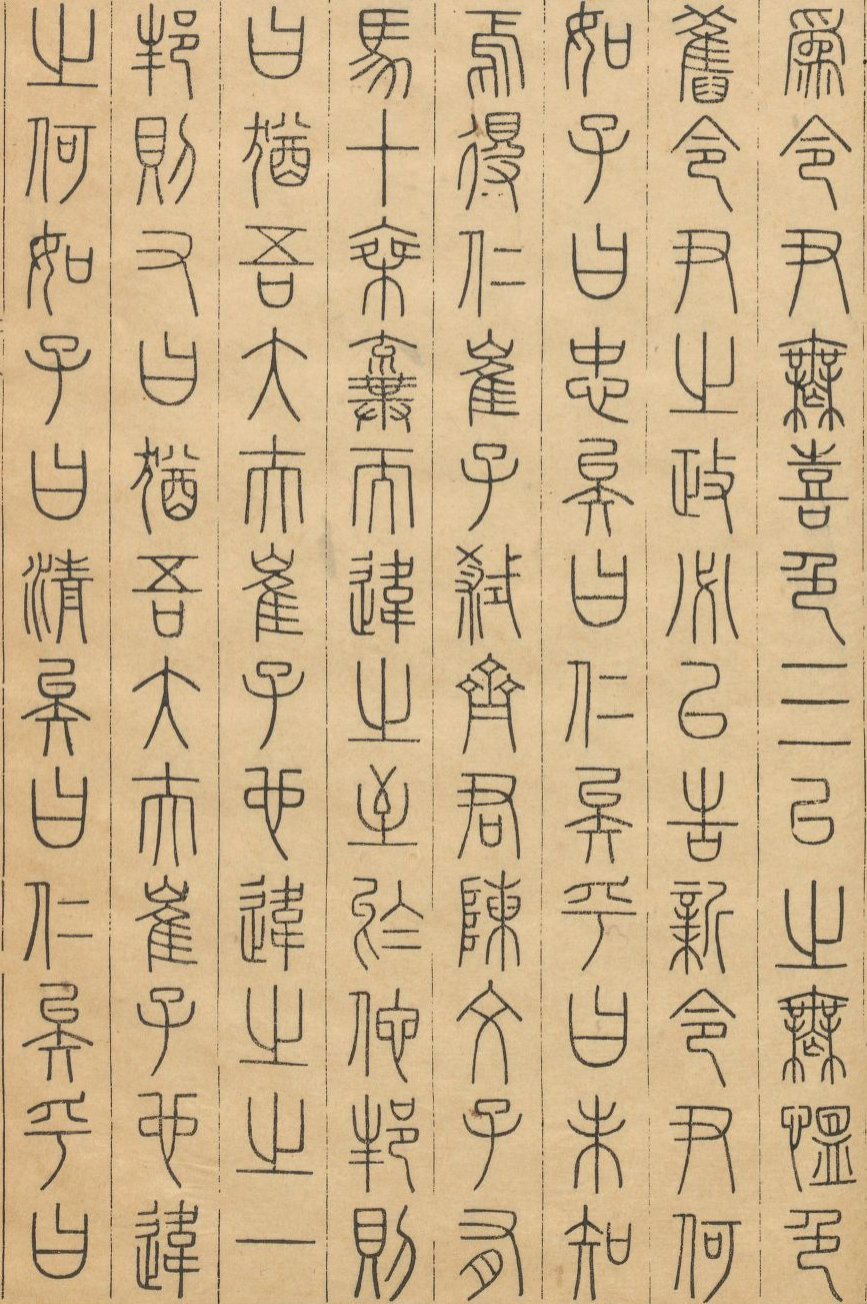 爲令尹無喜色三已之無慍色
舊令尹之政必以告新令尹何
如子曰忠矣曰仁矣乎曰未知
焉得仁崔子弑齊君陳文子有
馬十乘棄而違之至於他邦則
曰猶吾大夫崔子也違之之一
邦則又曰猶吾大夫崔子也違
之何如子曰清矣曰仁矣乎曰